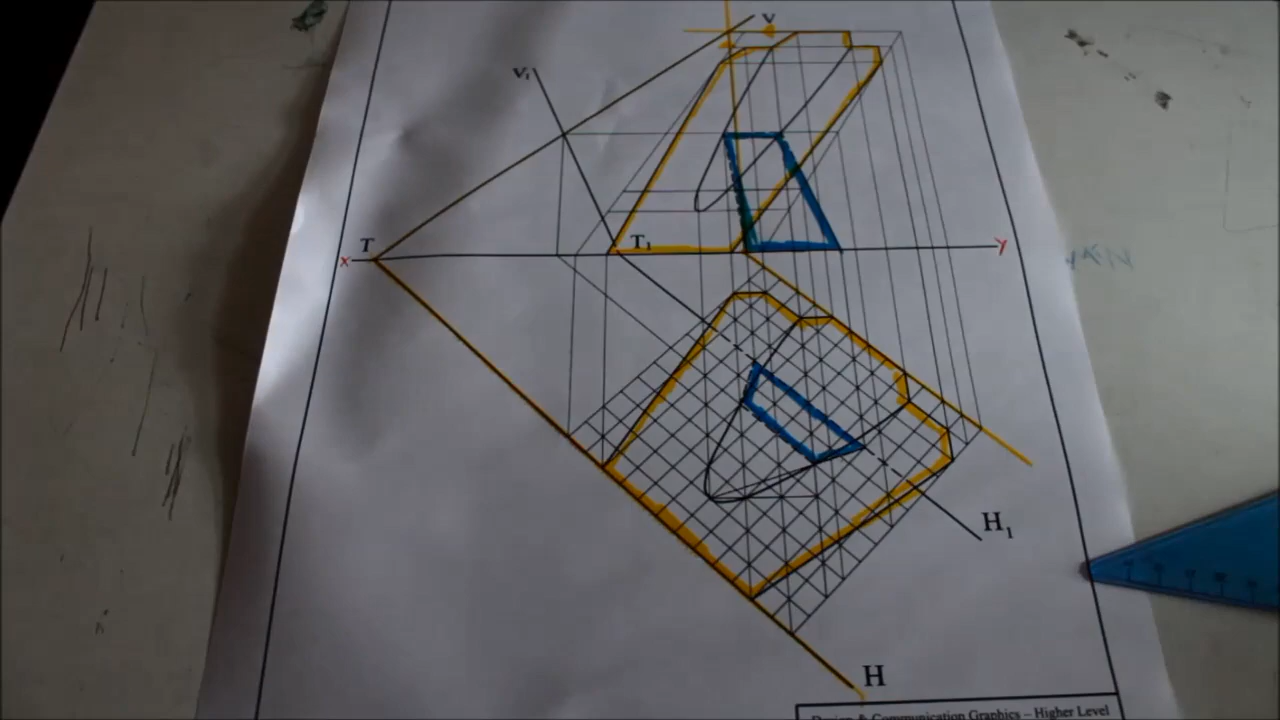 V
V₁
T
T₁
x
y
H₁
H
Design & Communication Graphics – Higher Level